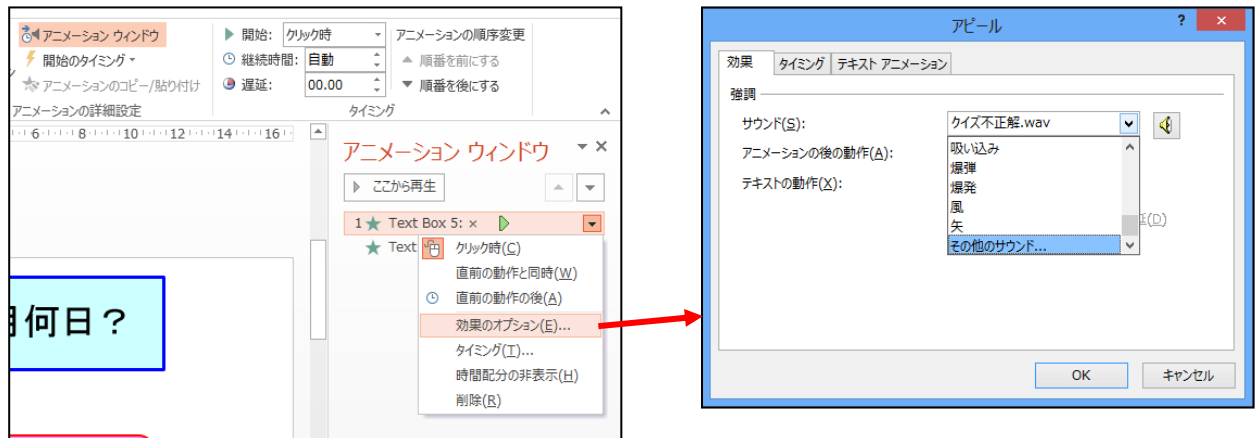 アニメーション ウィンドウ
開始のタイミング
アニメーションのコピー/貼り付け
アニメーションの詳細設定
開始: クリック時
継続時間: 自動
遅延: 00.00
タイミング
アニメーションの順序変更
順番を前にする
順番を後にする
6 8 10 12 14 16
アニメーション ウィンドウ
ここから再生
1 Text Box 5: ×
Text
クリック時(C)
直前の動作と同時(W)
直前の動作の後(A)
効果のオプション(E)...
タイミング(T)...
時間配分の非表示(H)
削除(R)
何日？
アピール
? ×
効果 タイミング テキスト アニメーション
強調
サウンド(S): クイズ不正解.wav
アニメーションの後の動作(A):
テキストの動作(X):
吸い込み
爆弾
爆発
風
矢
その他のサウンド...
(D)
OK キャンセル